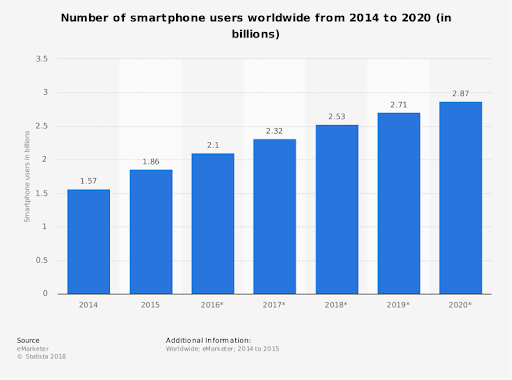 Number of smartphone users worldwide from 2014 to 2020 (in
billions)
Smartphone users in billions
3.5
3
2.5
2
1.5
1
0.5
0
1.57
1.86
2.1
2.32
2.53
2.71
2.87
2014
2015
2016*
2017*
2018*
2019*
2020*
Source
eMarketer
© Statista 2018
Additional Information:
Worldwide; eMarketer; 2014 to 2015